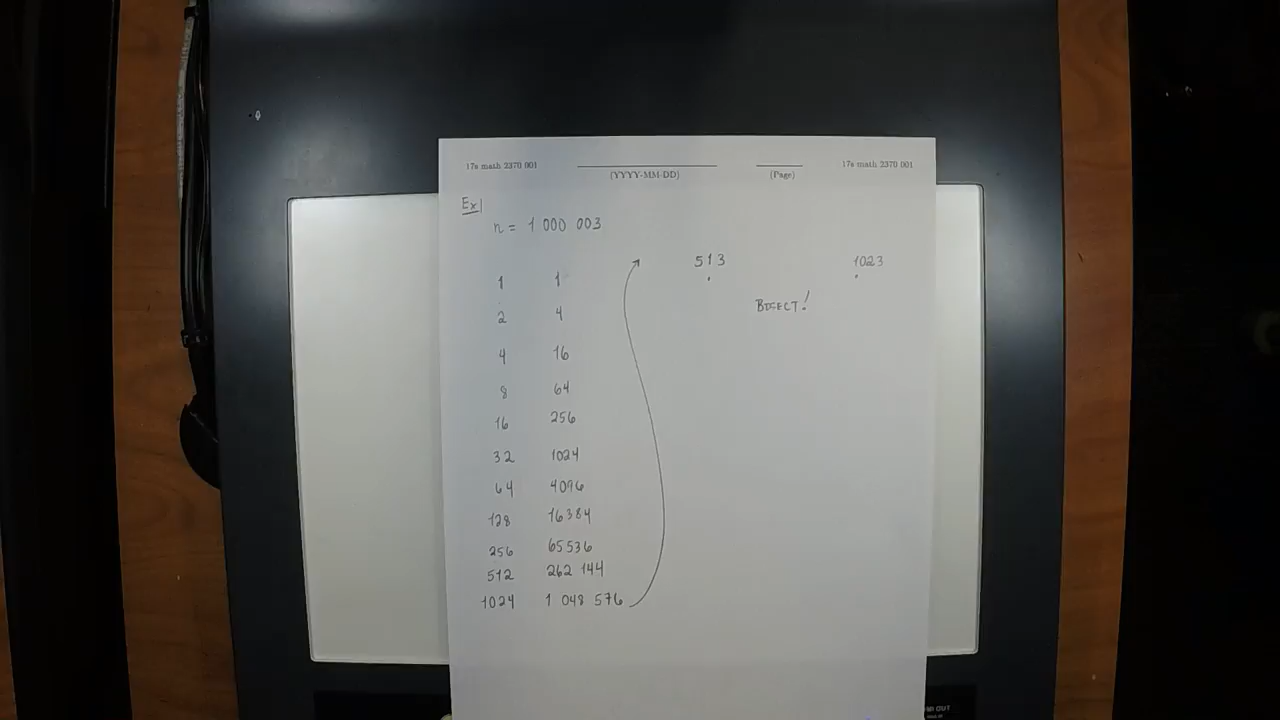 17s math 2370 001 17s math 2370 001
(YYYY-MM-DD) (Page)
Ex1
n = 1 000 003
1 1
2 4
4 16
8 64
16 256
32 1024
64 4096
128 16384
256 65536
512 262 144
1024 1 048 576
513 1023
BISECT!